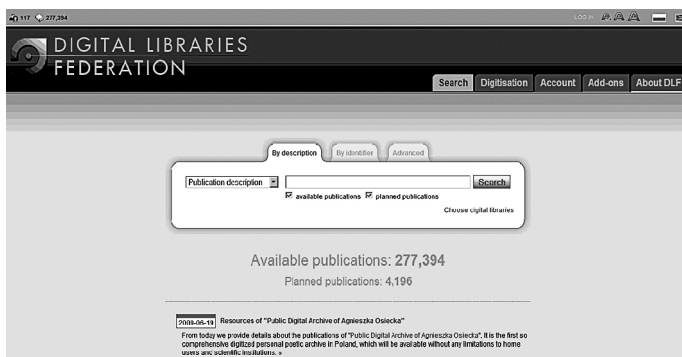 117 277,394 LOG IN A A A
DIGITAL LIBRARIES
FEDERATION
Search Digitisation Account Add-ons About DLF
By description By identifier Advanced
Publication description Search
available publications planned publications
Choose digital libraries
Available publications: 277,394
Planned publications: 4,196
2009-06-19 Resources of "Public Digital Archive of Agnieszka Osiecka"
From today we provide details about the publications of "Public Digital Archive of Agnieszka Osiecka". It is the first so
comprehensive digitized personal poetic archive in Poland, which will be available without any limitations to home
users and scientific institutions. »